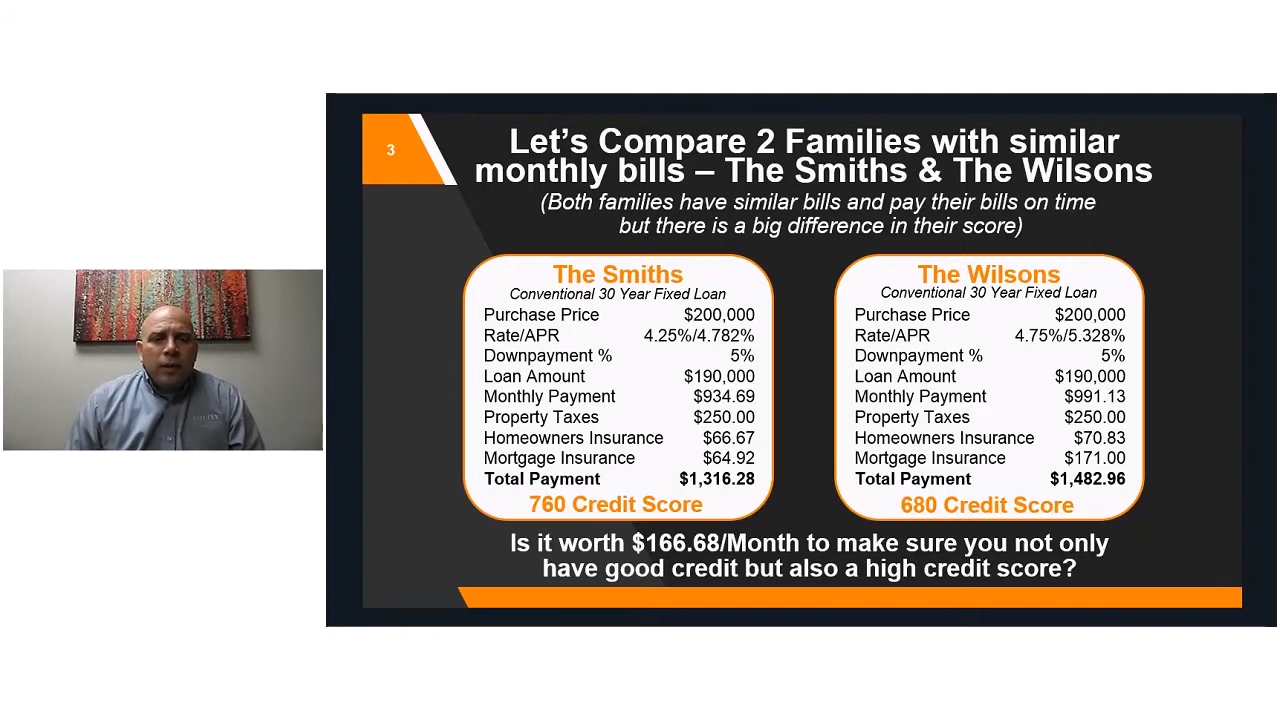 3
Let's Compare 2 Families with similar
monthly bills – The Smiths & The Wilsons
(Both families have similar bills and pay their bills on time
but there is a big difference in their score)
The Smiths
Conventional 30 Year Fixed Loan
Purchase Price $200,000
Rate/APR 4.25%/4.782%
Downpayment % 5%
Loan Amount $190,000
Monthly Payment $934.69
Property Taxes $250.00
Homeowners Insurance $66.67
Mortgage Insurance $64.92
Total Payment $1,316.28
760 Credit Score
The Wilsons
Conventional 30 Year Fixed Loan
Purchase Price $200,000
Rate/APR 4.75%/5.328%
Downpayment % 5%
Loan Amount $190,000
Monthly Payment $991.13
Property Taxes $250.00
Homeowners Insurance $70.83
Mortgage Insurance $171.00
Total Payment $1,482.96
680 Credit Score
Is it worth $166.68/Month to make sure you not only
have good credit but also a high credit score?